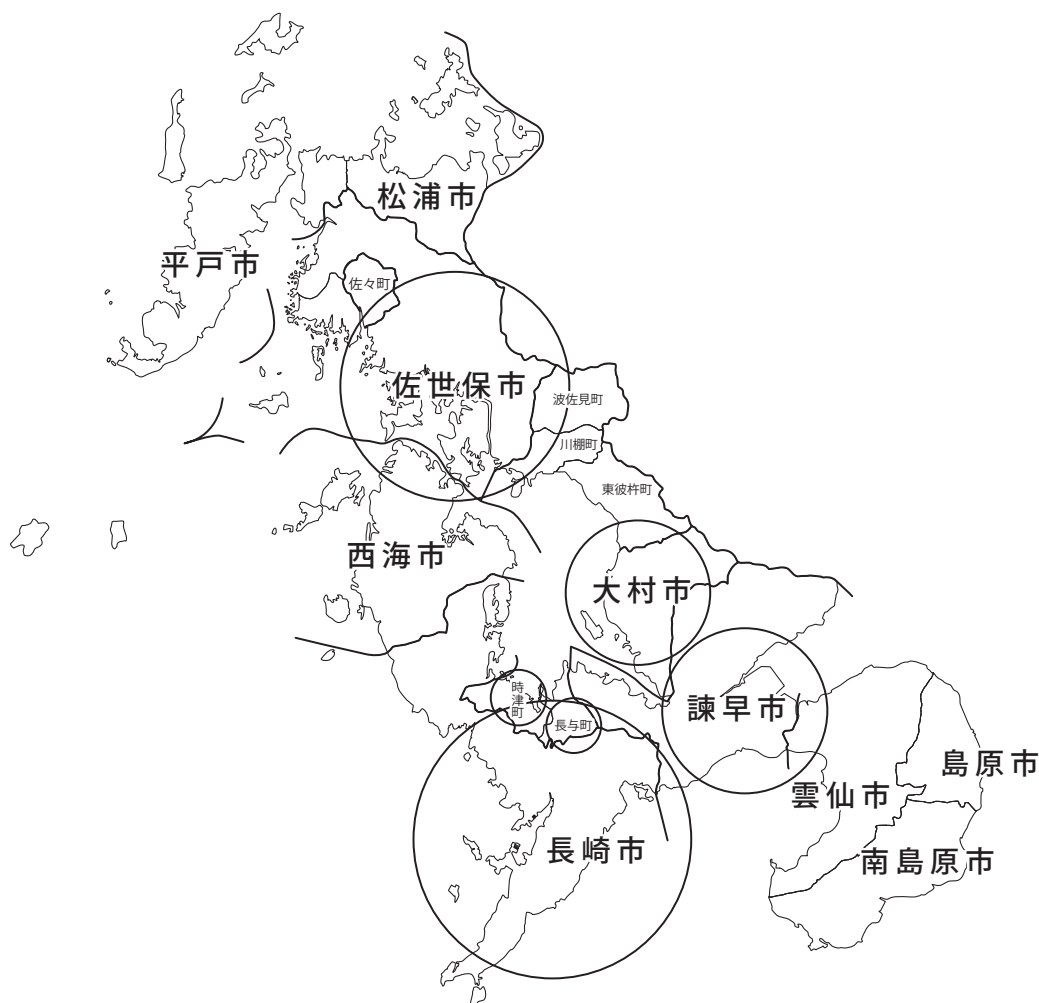 松浦市
平戸市
佐々町
佐世保市
波佐見町
川棚町
東彼杵町
西海市
大村市
時津町
長与町
諫早市
島原市
雲仙市
長崎市
南島原市